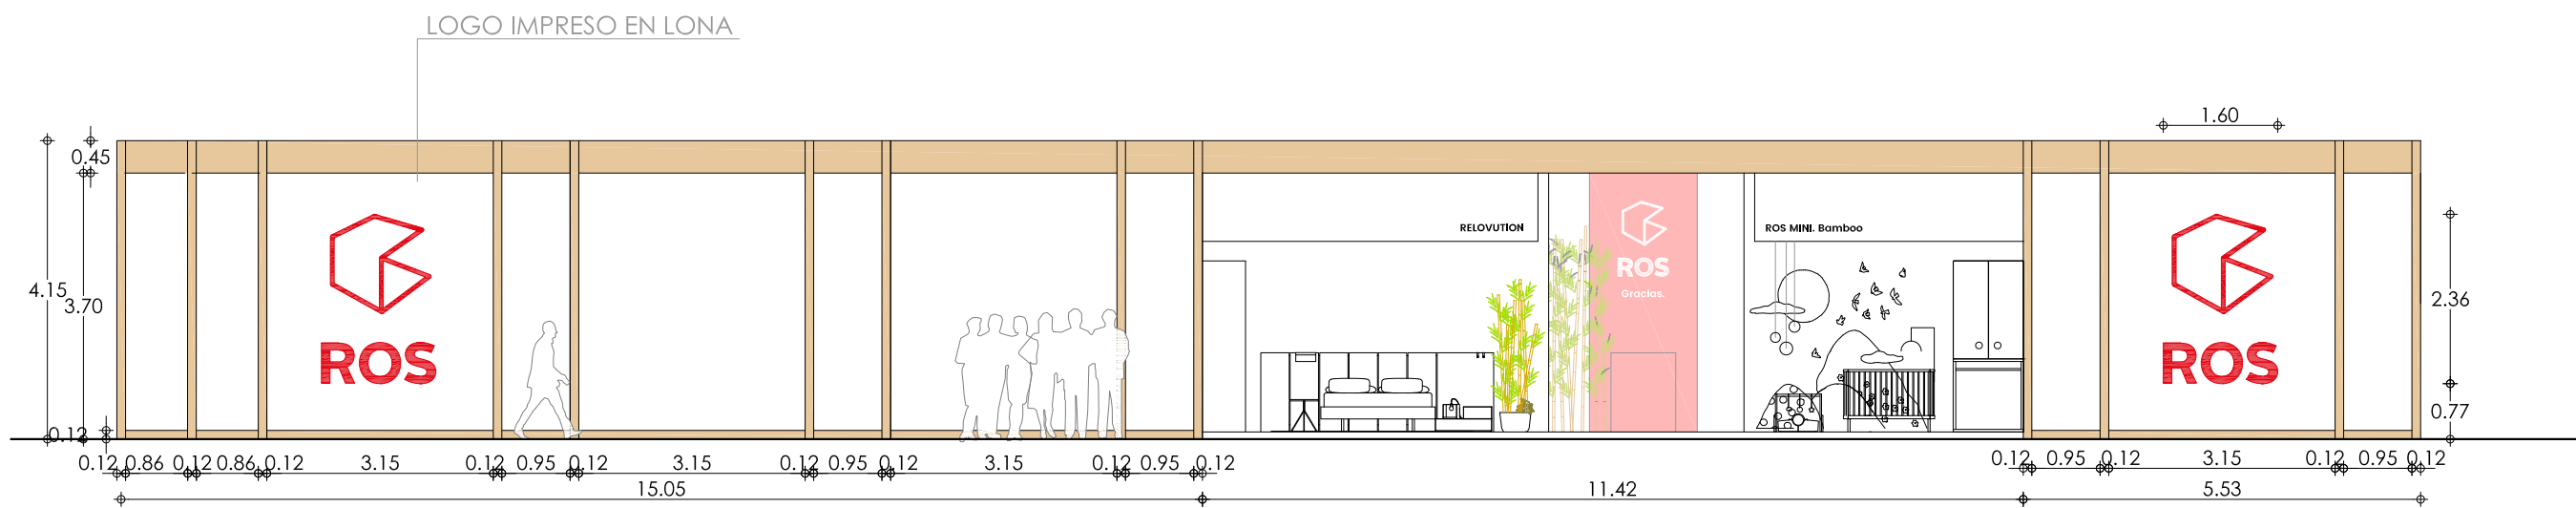 LOGO IMPRESO EN LONA
1.60
0.45
RELOVUTION
ROS MINI. Bamboo
ROS
Gracias.
4.15
3.70
2.36
ROS
ROS
0.77
0.12
0.12 0.86 0.12 0.86 0.12 3.15 0.12 0.95 0.12 3.15 0.12 0.95 0.12 3.15 0.12 0.95 0.12
0.12 0.95 0.12 3.15 0.12 0.95 0.12
15.05 11.42 5.53